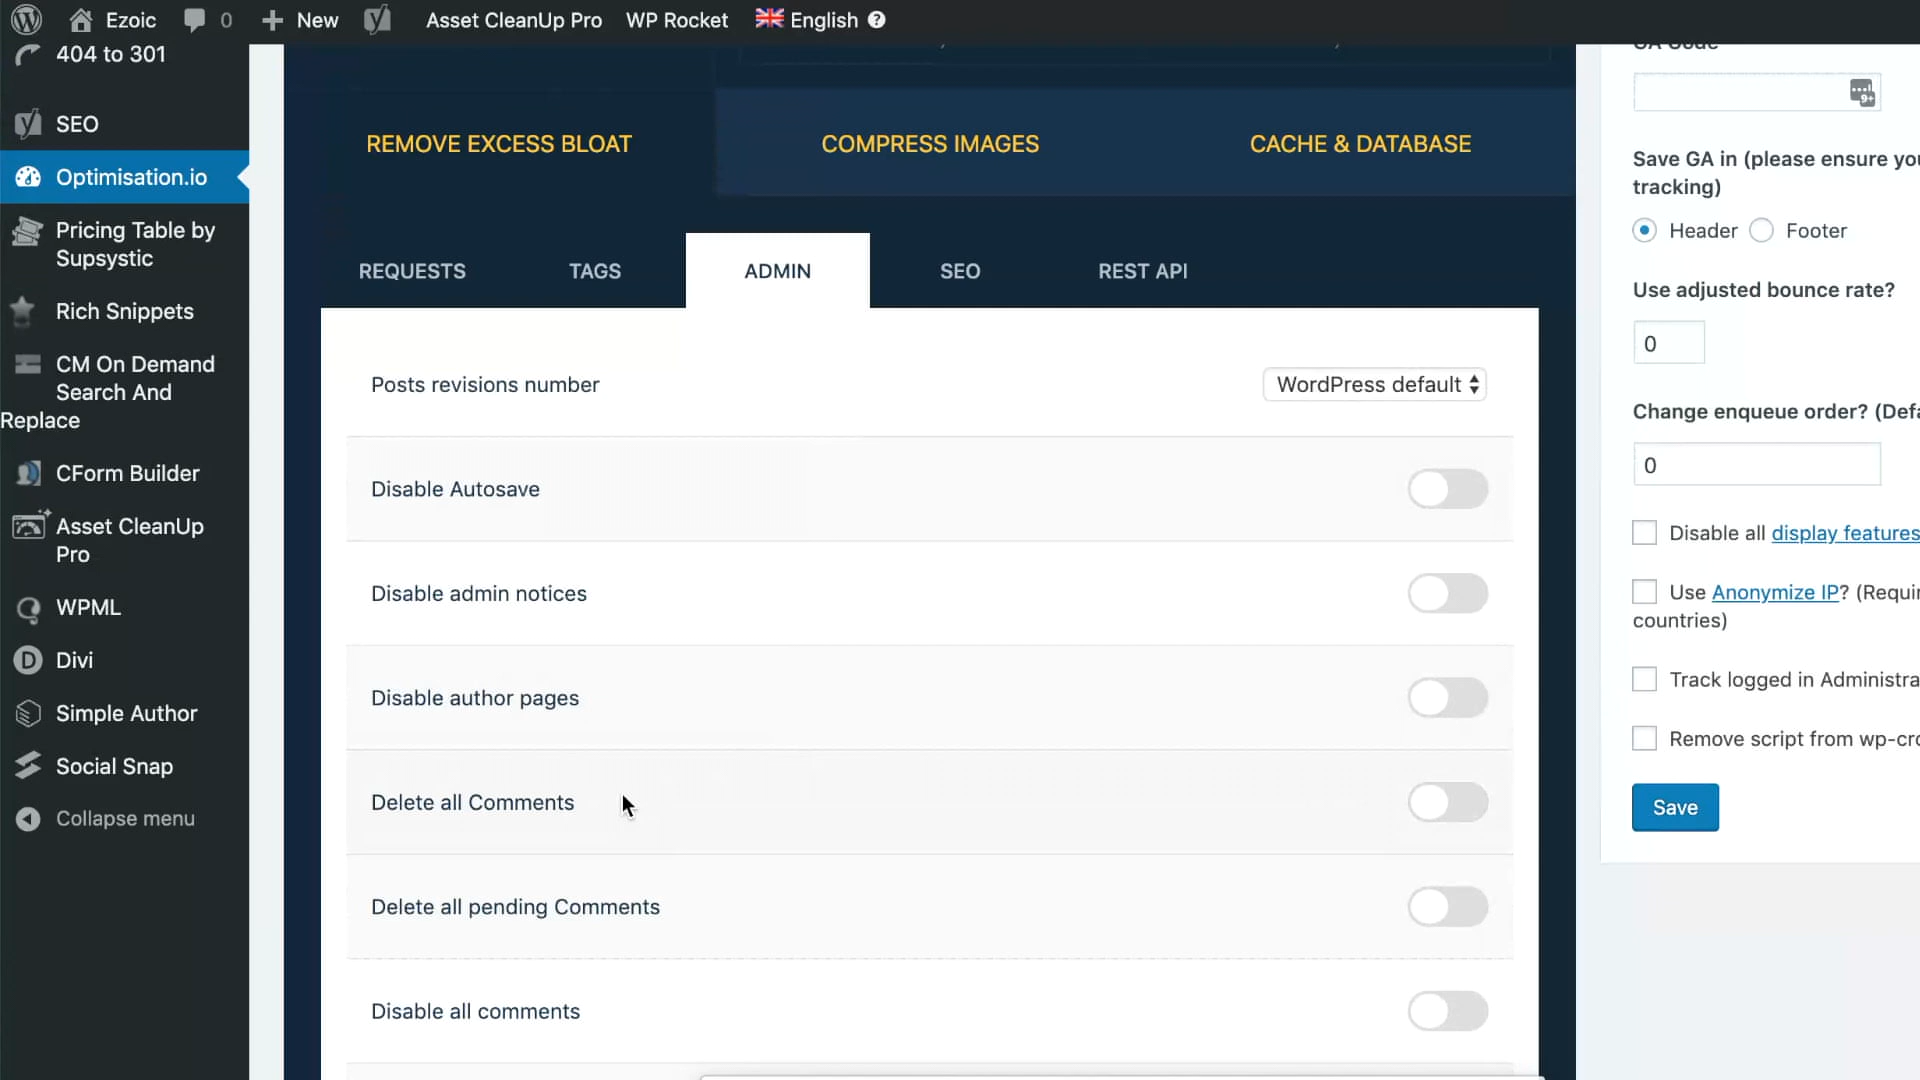 Ezoic
0
New
Asset CleanUp Pro
WP Rocket
English
404 to 301
SEO
Optimisation.io
Pricing Table by
Supsystic
Rich Snippets
CM On Demand
Search And
Replace
CForm Builder
Asset CleanUp
Pro
WPML
Divi
Simple Author
Social Snap
Collapse menu
REMOVE EXCESS BLOAT
COMPRESS IMAGES
CACHE & DATABASE
REQUESTS
TAGS
ADMIN
SEO
REST API
Posts revisions number
WordPress default
Disable Autosave
Disable admin notices
Disable author pages
Delete all Comments
Delete all pending Comments
Disable all comments
GA Code
9+
Save GA in (please ensure you
tracking)
Header
Footer
Use adjusted bounce rate?
0
Change enqueue order? (Defa
0
Disable all display features
Use Anonymize IP? (Requir
countries)
Track logged in Administra
Remove script from wp-cro
Save